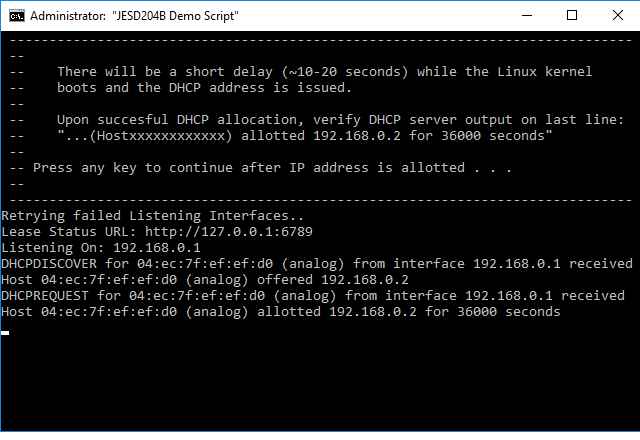 Administrator: "JESD204B Demo Script"
------------------------------------------------------------------------------
--
-- There will be a short delay (~10-20 seconds) while the Linux kernel
-- boots and the DHCP address is issued.
--
-- Upon succesful DHCP allocation, verify DHCP server output on last line:
-- "...(Hostxxxxxxxxxxxx) allotted 192.168.0.2 for 36000 seconds"
--
-- Press any key to continue after IP address is allotted . . .
--
------------------------------------------------------------------------------
Retrying failed Listening Interfaces..
Lease Status URL: http://127.0.0.1:6789
Listening On: 192.168.0.1
DHCPDISCOVER for 04:ec:7f:ef:ef:d0 (analog) from interface 192.168.0.1 received
Host 04:ec:7f:ef:ef:d0 (analog) offered 192.168.0.2
DHCPREQUEST for 04:ec:7f:ef:ef:d0 (analog) from interface 192.168.0.1 received
Host 04:ec:7f:ef:ef:d0 (analog) allotted 192.168.0.2 for 36000 seconds